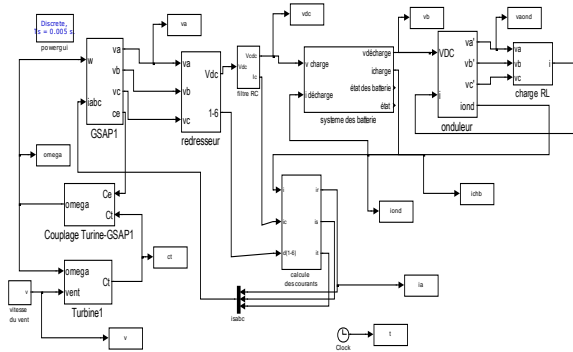 Discrete,
Ts = 0.005 s.
powergui
va
vdc
vb
vaond
w
iabc
va
vb
vc
ce
GSAP1
va
vb
vc
Vdc
1-6
redresseur
Vdc
Vcdc
Ic
filtre RC
v charge
i décharge
vdécharge
icharge
état des batterie
état
systeme des batterie
VDC
i
va'
vb'
vc'
iond
onduleur
va
vb
vc
i
charge RL
omega
omega
Ce
Ct
Couplage Turine-GSAP1
ct
omega
vent
Ct
Turbine1
v
vitesse
du vent
v
i
ic
d(1-6)
ir
is
it
calcule
des courants
isabc
iond
ichb
ia
Clock
t